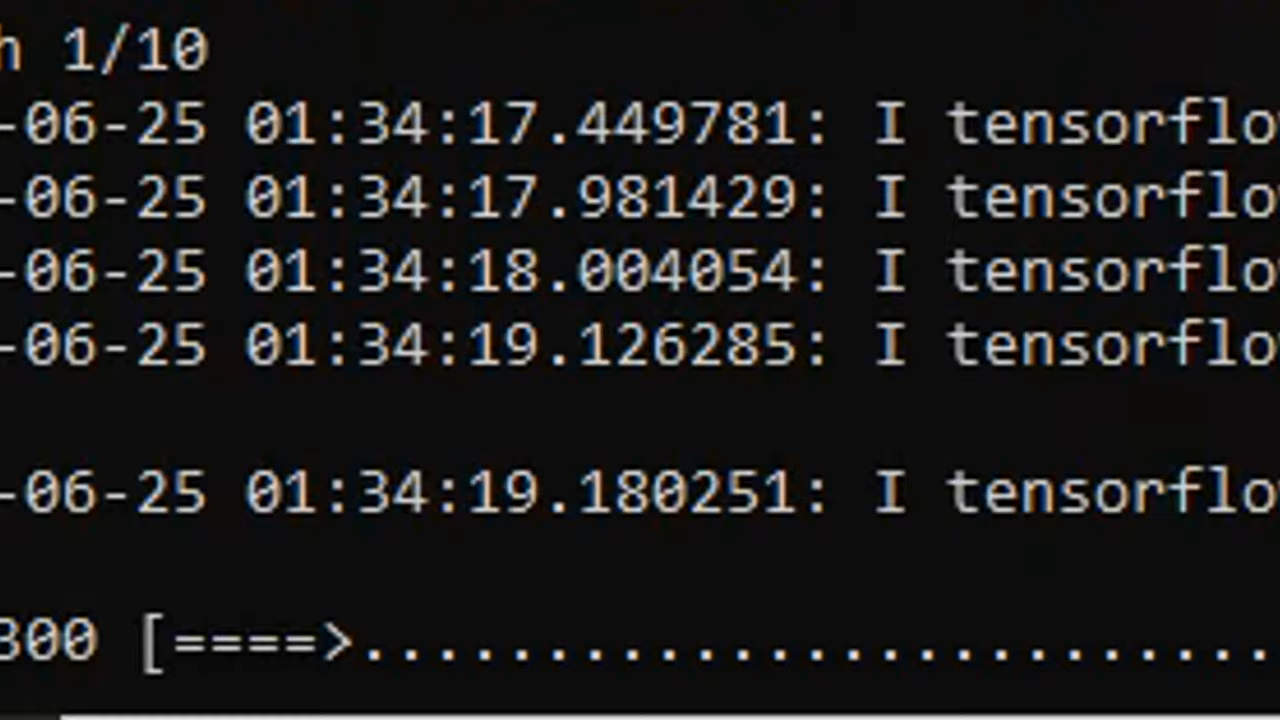 h 1/10
-06-25 01:34:17.449781: I tensorflo
-06-25 01:34:17.981429: I tensorflo
-06-25 01:34:18.004054: I tensorflo
-06-25 01:34:19.126285: I tensorflo
-06-25 01:34:19.180251: I tensorflo
300 [====>.........................